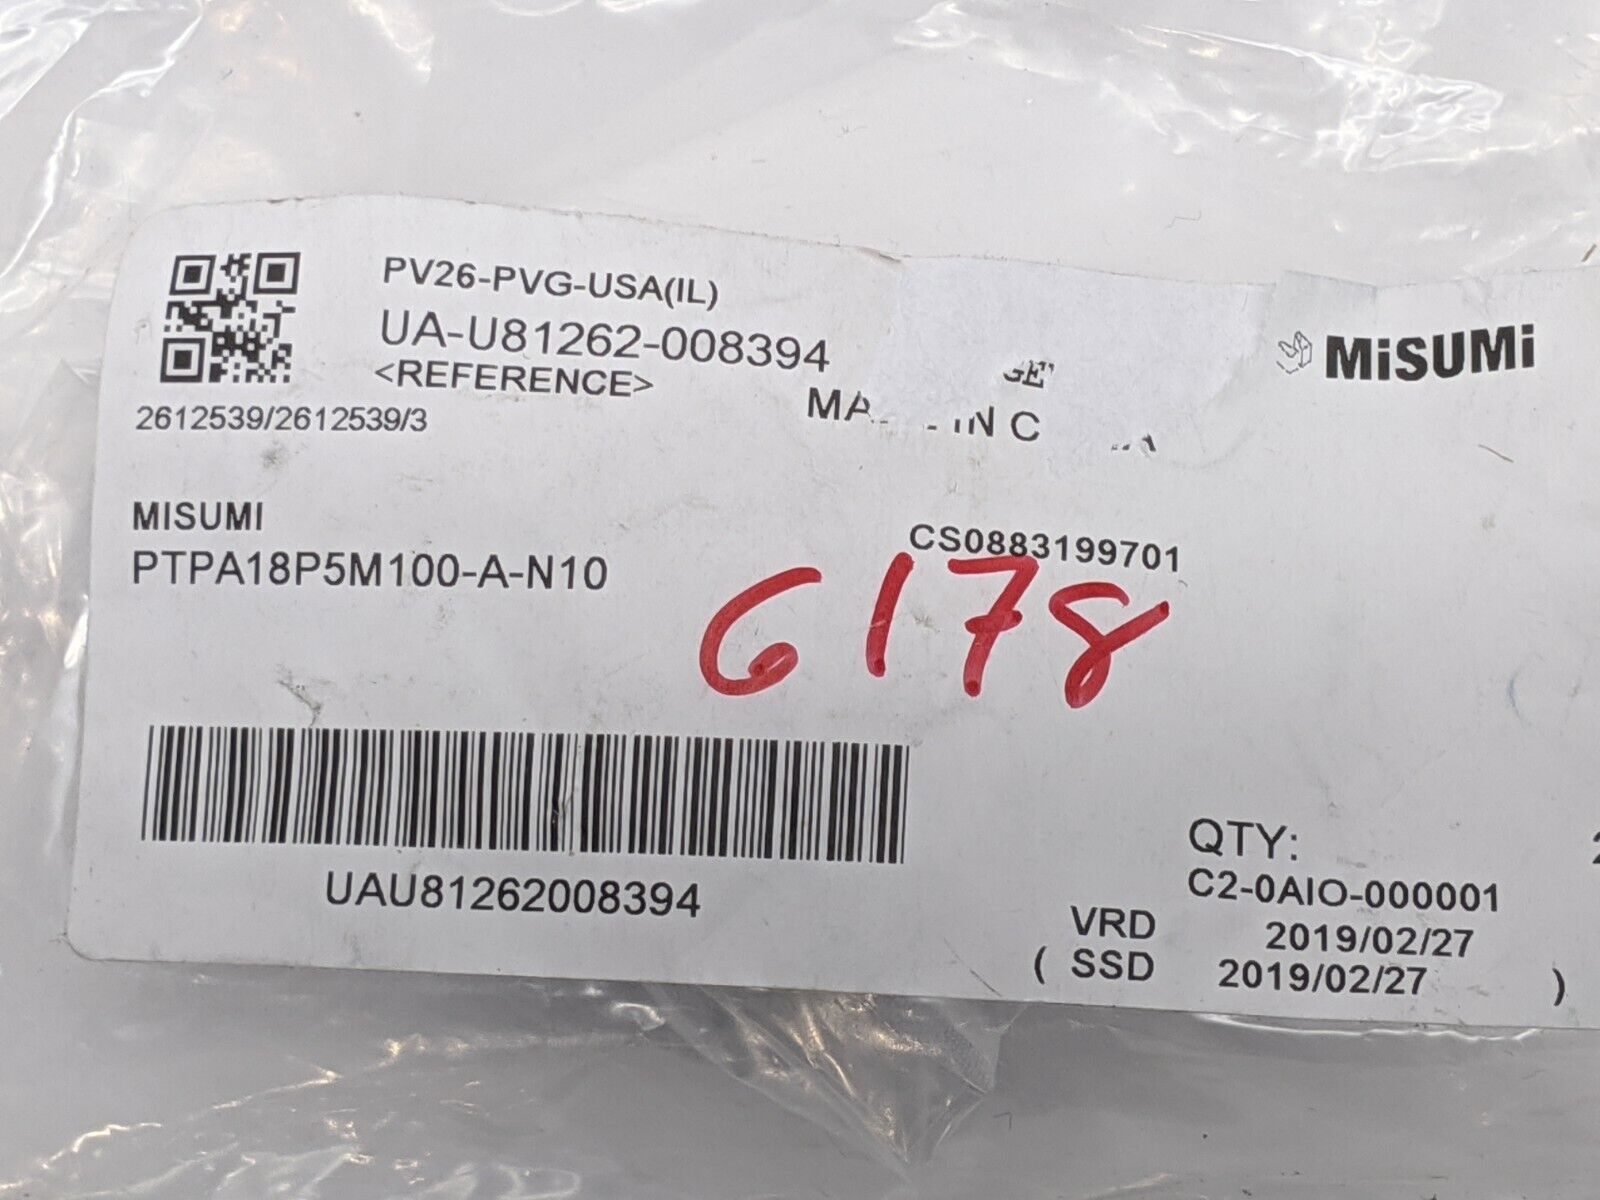 PV26-PVG-USA(IL)
UA-U81262-008394
<REFERENCE>
MiSUMi
2612539/2612539/3
IN C
MISUMI
CS0883199701
PTPA18P5M100-A-N10
6178
UAU81262008394
QTY:
C2-0AIO-000001
VRD 2019/02/27
( SSD 2019/02/27 )